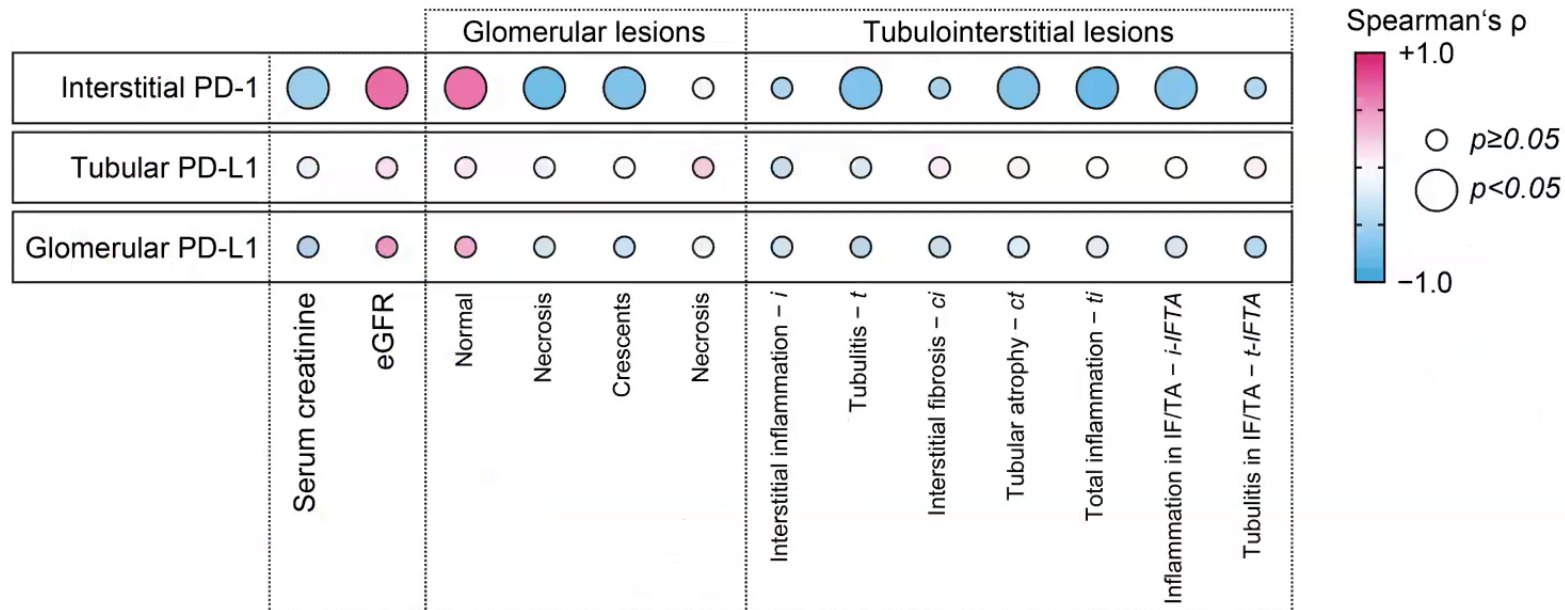 Glomerular lesions
Tubulointerstitial lesions
Interstitial PD-1
Tubular PD-L1
Glomerular PD-L1
Serum creatinine
eGFR
Normal
Necrosis
Crescents
Necrosis
Interstitial inflammation – i
Tubulitis – t
Interstitial fibrosis – ci
Tubular atrophy – ct
Total inflammation – ti
Inflammation in IF/TA – i-IFTA
Tubulitis in IF/TA – t-IFTA
Spearman‘s ρ
+1.0
−1.0
p≥0.05
p<0.05